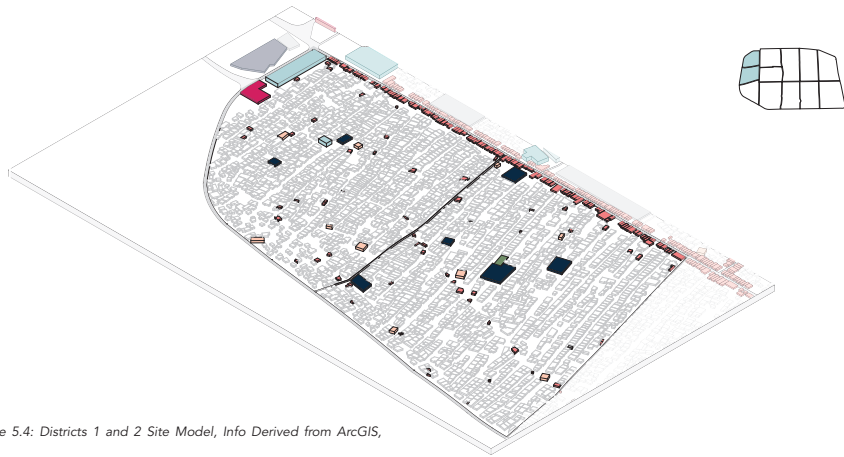 e 5.4: Districts 1 and 2 Site Model, Info Derived from ArcGIS,